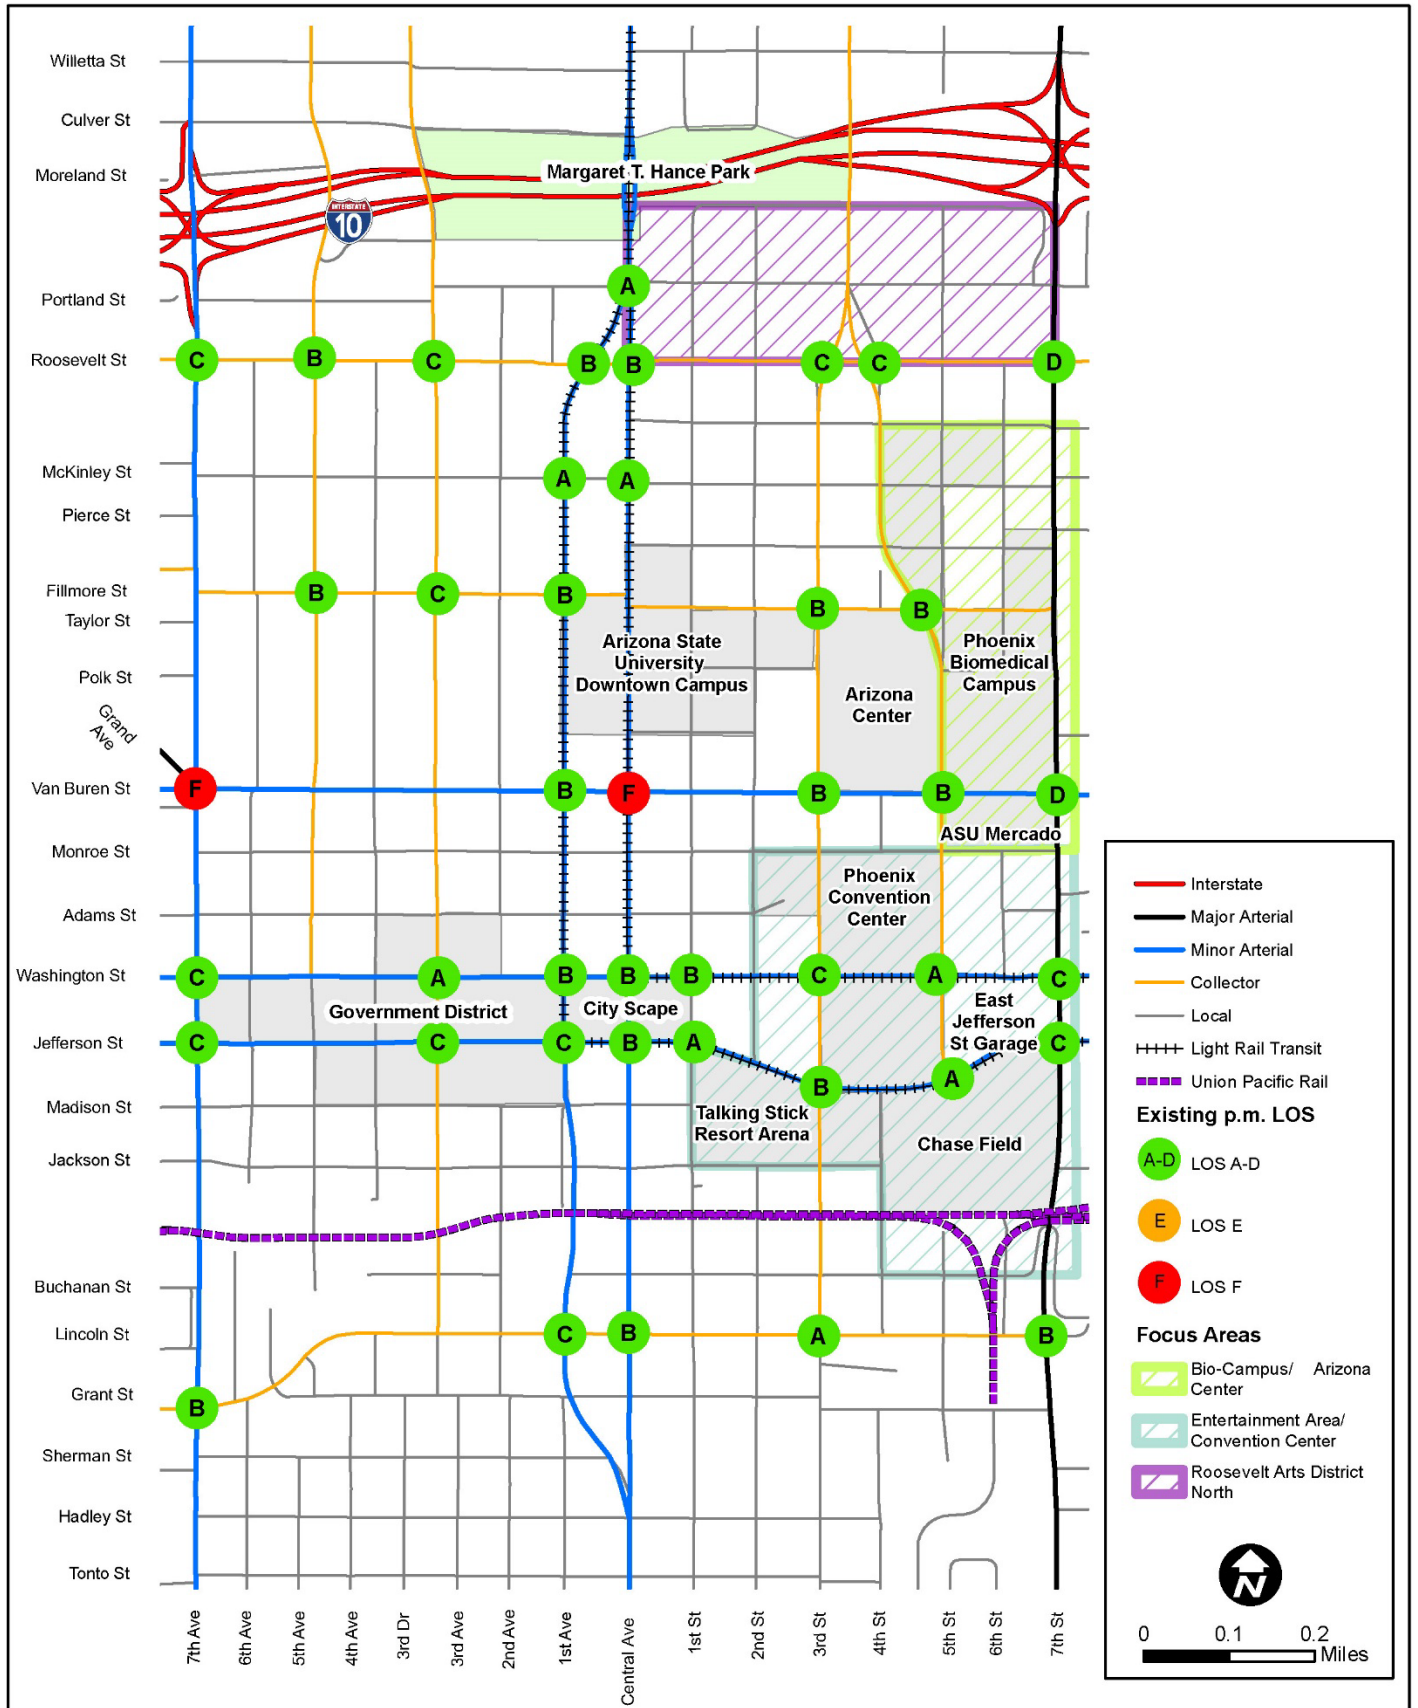 Willetta St
Culver St
Moreland St
Portland St
Roosevelt St
McKinley St
Pierce St
Fillmore St
Taylor St
Polk St
Grand
Ave
Van Buren St
Monroe St
Adams St
Washington St
Jefferson St
Madison St
Jackson St
Buchanan St
Lincoln St
Grant St
Sherman St
Hadley St
Tonto St
Margaret T. Hance Park
INTERSTATE
10
A
C
B
C
B
B
C
C
D
A
A
B
C
B
B
B
Arizona State
University
Downtown Campus
Arizona
Center
Phoenix
Biomedical
Campus
F
B
F
B
B
D
ASU Mercado
Phoenix
Convention
Center
C
A
B
B
B
C
A
C
Government District
City Scape
East
Jefferson
St Garage
C
C
C
B
A
B
A
C
Talking Stick
Resort Arena
Chase Field
C
B
A
B
B
7th Ave
6th Ave
5th Ave
4th Ave
3rd Dr
3rd Ave
2nd Ave
1st Ave
Central Ave
1st St
2nd St
3rd St
4th St
5th St
6th St
7th St
Interstate
Major Arterial
Minor Arterial
Collector
Local
Light Rail Transit
Union Pacific Rail
Existing p.m. LOS
A-D LOS A-D
E LOS E
F LOS F
Focus Areas
Bio-Campus/ Arizona
Center
Entertainment Area/
Convention Center
Roosevelt Arts District
North
N
0 0.1 0.2
Miles